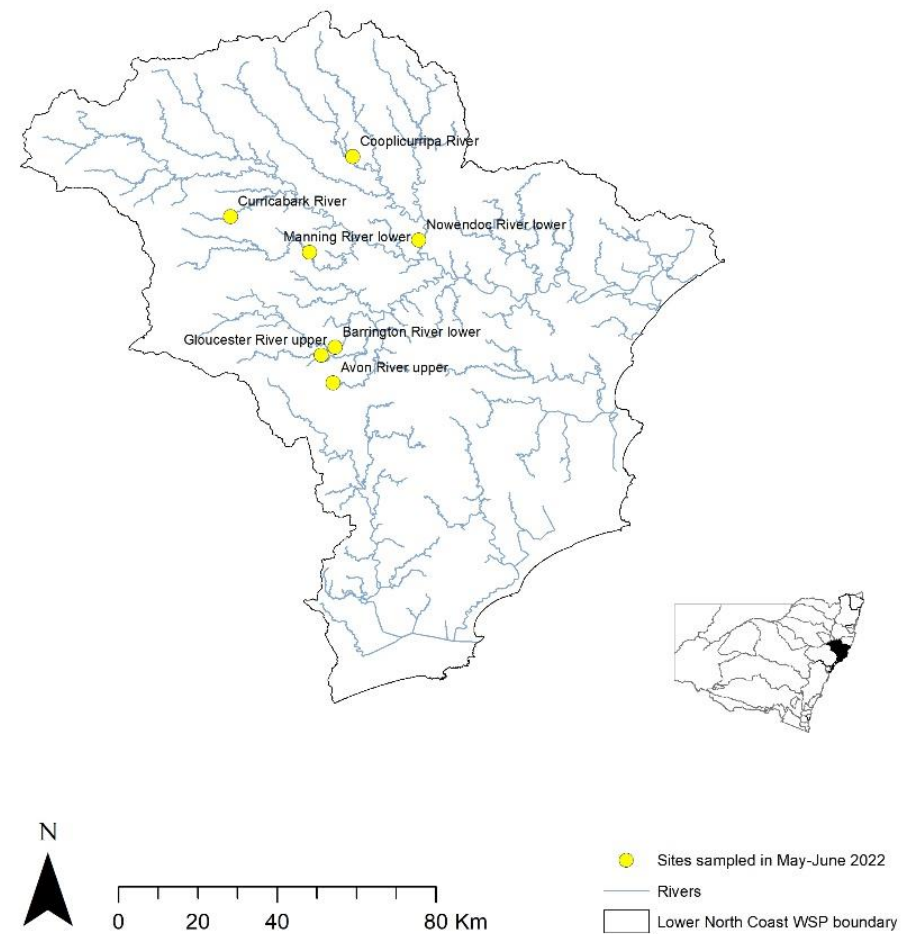 Cooplicurripa River
Curricabark River
Nowendoc River lower
Manning River lower
Barrington River lower
Gloucester River upper
Avon River upper
N
0 20 40 80 Km
Sites sampled in May-June 2022
Rivers
Lower North Coast WSP boundary